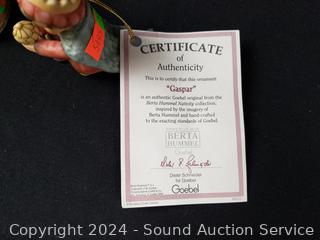 CERTIFICATE
of
Authenticity
This is to certify that this ornament
"Gaspar"
is an authentic Goebel original from the
Berta Hummel Nativity collection,
inspired by the imagery of
Berta Hummel and hand-crafted
to the exacting standards of Goebel.
BERTA
HUMMEL
Goebel
Dieter Schneider
for Goebel
Goebel
Copyright 2024 - Sound Auction Service